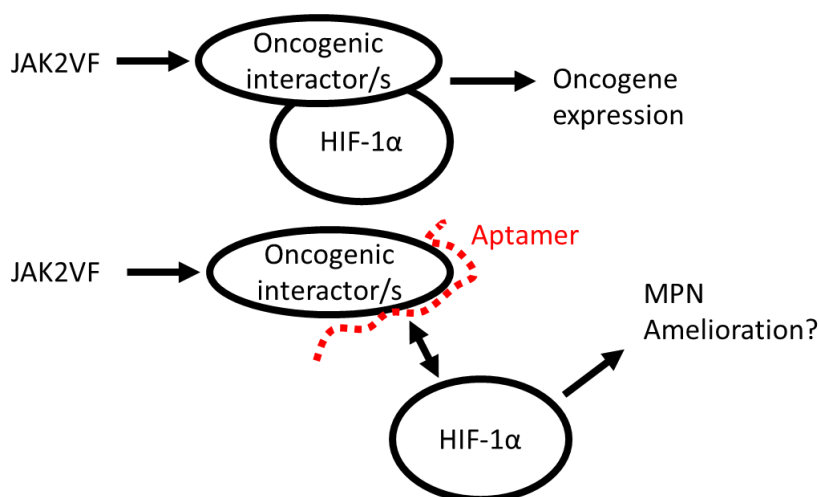 JAK2VF
Oncogenic
interactor/s
HIF-1α
Oncogene
expression
JAK2VF
Oncogenic
interactor/s
Aptamer
HIF-1α
MPN
Amelioration?